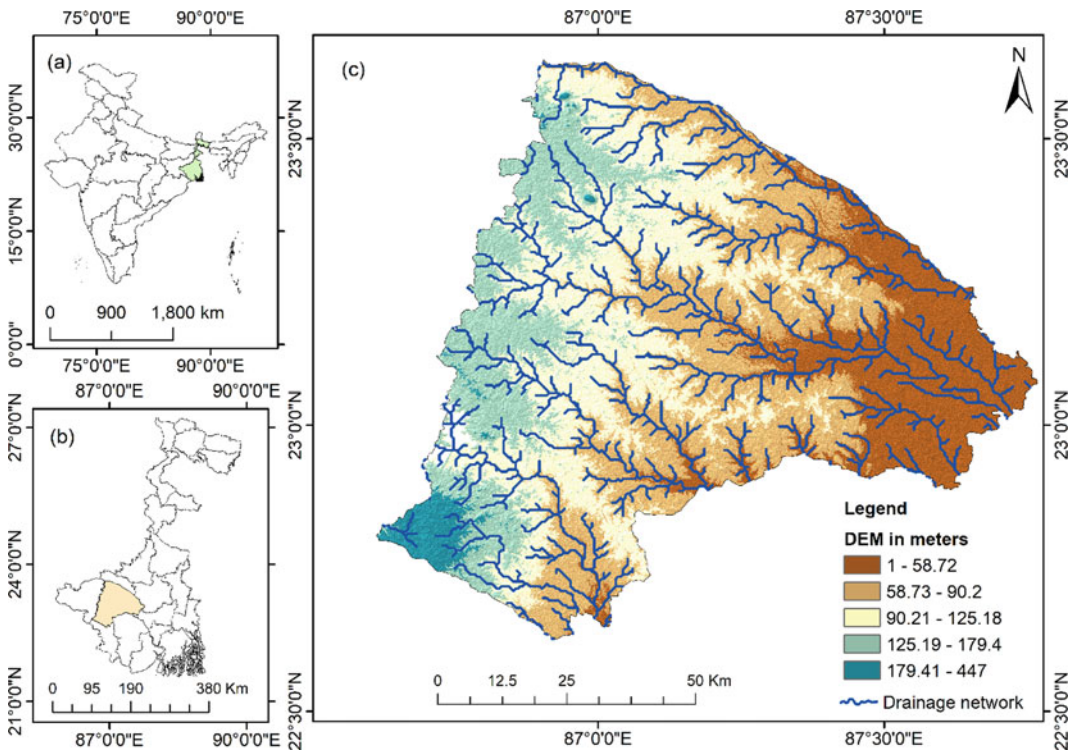 75°0'0"E 90°0'0"E
(a)
30°0'0"N
15°0'0"N
0°0'0"
0 900 1,800 km
75°0'0"E 90°0'0"E
87°0'0"E 90°0'0"E
(b)
27°0'0"N
24°0'0"N
21°0'0"N
0 95 190 380 Km
87°0'0"E 90°0'0"E
87°0'0"E 87°30'0"E
(c)
N
23°30'0"N 23°30'0"N
23°0'0"N 23°0'0"N
22°30'0"N 22°30'0"N
Legend
DEM in meters
1 - 58.72
58.73 - 90.2
90.21 - 125.18
125.19 - 179.4
179.41 - 447
Drainage network
0 12.5 25 50 Km
87°0'0"E 87°30'0"E